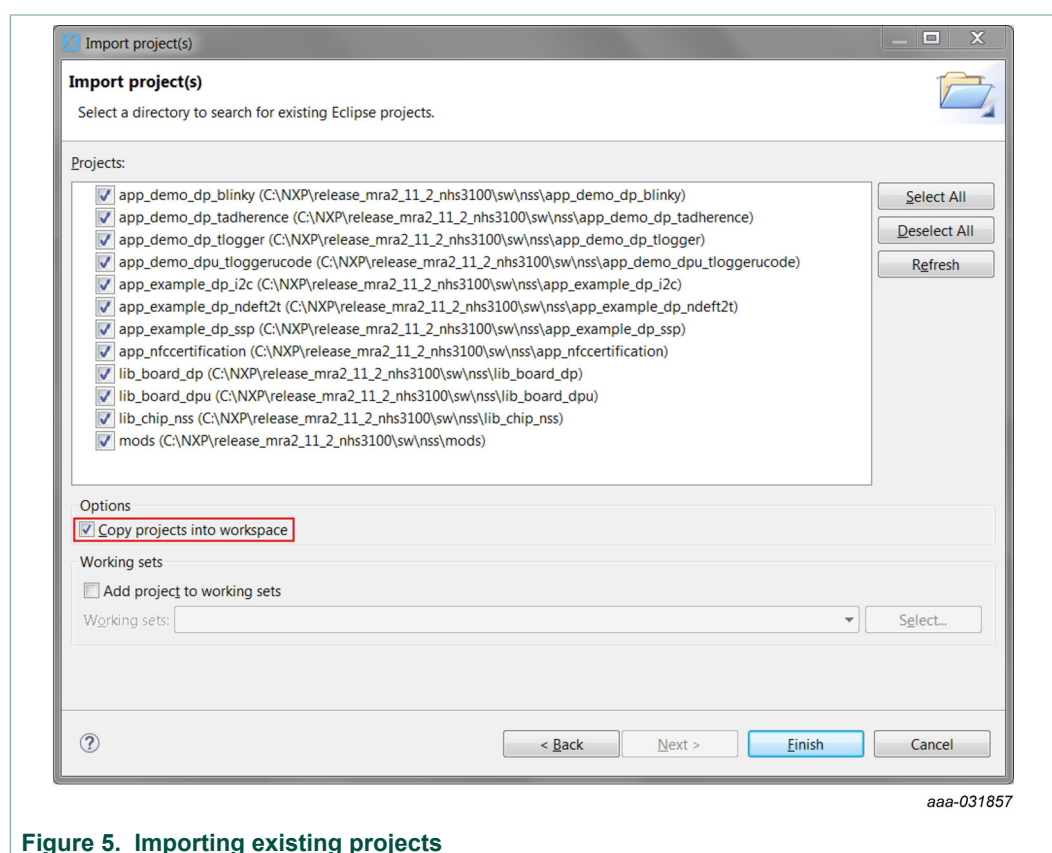 Import project(s)
Import project(s)
Select a directory to search for existing Eclipse projects.
Projects:
app_demo_dp_blinky (C:\NXP\release_mra2_11_2_nhs3100\sw\nss\app_demo_dp_blinky)
app_demo_dp_tadherence (C:\NXP\release_mra2_11_2_nhs3100\sw\nss\app_demo_dp_tadherence)
app_demo_dp_tlogger (C:\NXP\release_mra2_11_2_nhs3100\sw\nss\app_demo_dp_tlogger)
app_demo_dpu_tloggerucode (C:\NXP\release_mra2_11_2_nhs3100\sw\nss\app_demo_dpu_tloggerucode)
app_example_dp_i2c (C:\NXP\release_mra2_11_2_nhs3100\sw\nss\app_example_dp_i2c)
app_example_dp_ndeft2t (C:\NXP\release_mra2_11_2_nhs3100\sw\nss\app_example_dp_ndeft2t)
app_example_dp_ssp (C:\NXP\release_mra2_11_2_nhs3100\sw\nss\app_example_dp_ssp)
app_nfccertification (C:\NXP\release_mra2_11_2_nhs3100\sw\nss\app_nfccertification)
lib_board_dp (C:\NXP\release_mra2_11_2_nhs3100\sw\nss\lib_board_dp)
lib_board_dpu (C:\NXP\release_mra2_11_2_nhs3100\sw\nss\lib_board_dpu)
lib_chip_nss (C:\NXP\release_mra2_11_2_nhs3100\sw\nss\lib_chip_nss)
mods (C:\NXP\release_mra2_11_2_nhs3100\sw\nss\mods)
Select All
Deselect All
Refresh
Options
Copy projects into workspace
Working sets
Add project to working sets
Working sets:
Select...
< Back
Next >
Finish
Cancel
aaa-031857
Figure 5. Importing existing projects